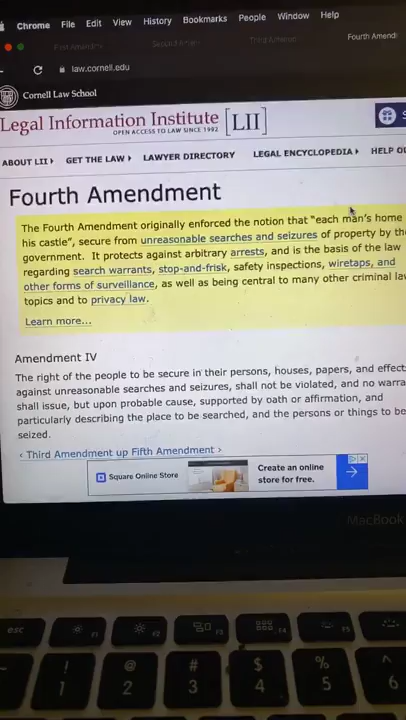 Chrome File Edit View History Bookmarks People Window Help
First Amendm Second Amen Third Amend Fourth Amend
law.cornell.edu
Cornell Law School
Legal Information Institute [LII]
OPEN ACCESS TO LAW SINCE 1992
ABOUT LII GET THE LAW LAWYER DIRECTORY LEGAL ENCYCLOPEDIA HELP OU
Fourth Amendment
The Fourth Amendment originally enforced the notion that “each man’s home
his castle”, secure from unreasonable searches and seizures of property by the
government. It protects against arbitrary arrests, and is the basis of the law
regarding search warrants, stop-and-frisk, safety inspections, wiretaps, and
other forms of surveillance, as well as being central to many other criminal law
topics and to privacy law.
Learn more...
Amendment IV
The right of the people to be secure in their persons, houses, papers, and effect
against unreasonable searches and seizures, shall not be violated, and no warra
shall issue, but upon probable cause, supported by oath or affirmation, and
particularly describing the place to be searched, and the persons or things to be
seized.
‹ Third Amendment up Fifth Amendment ›
Square Online Store
Create an online
store for free.
MacBook
esc F1 F2 F3 F4 F5
! @ # $ % ^
1 2 3 4 5 6